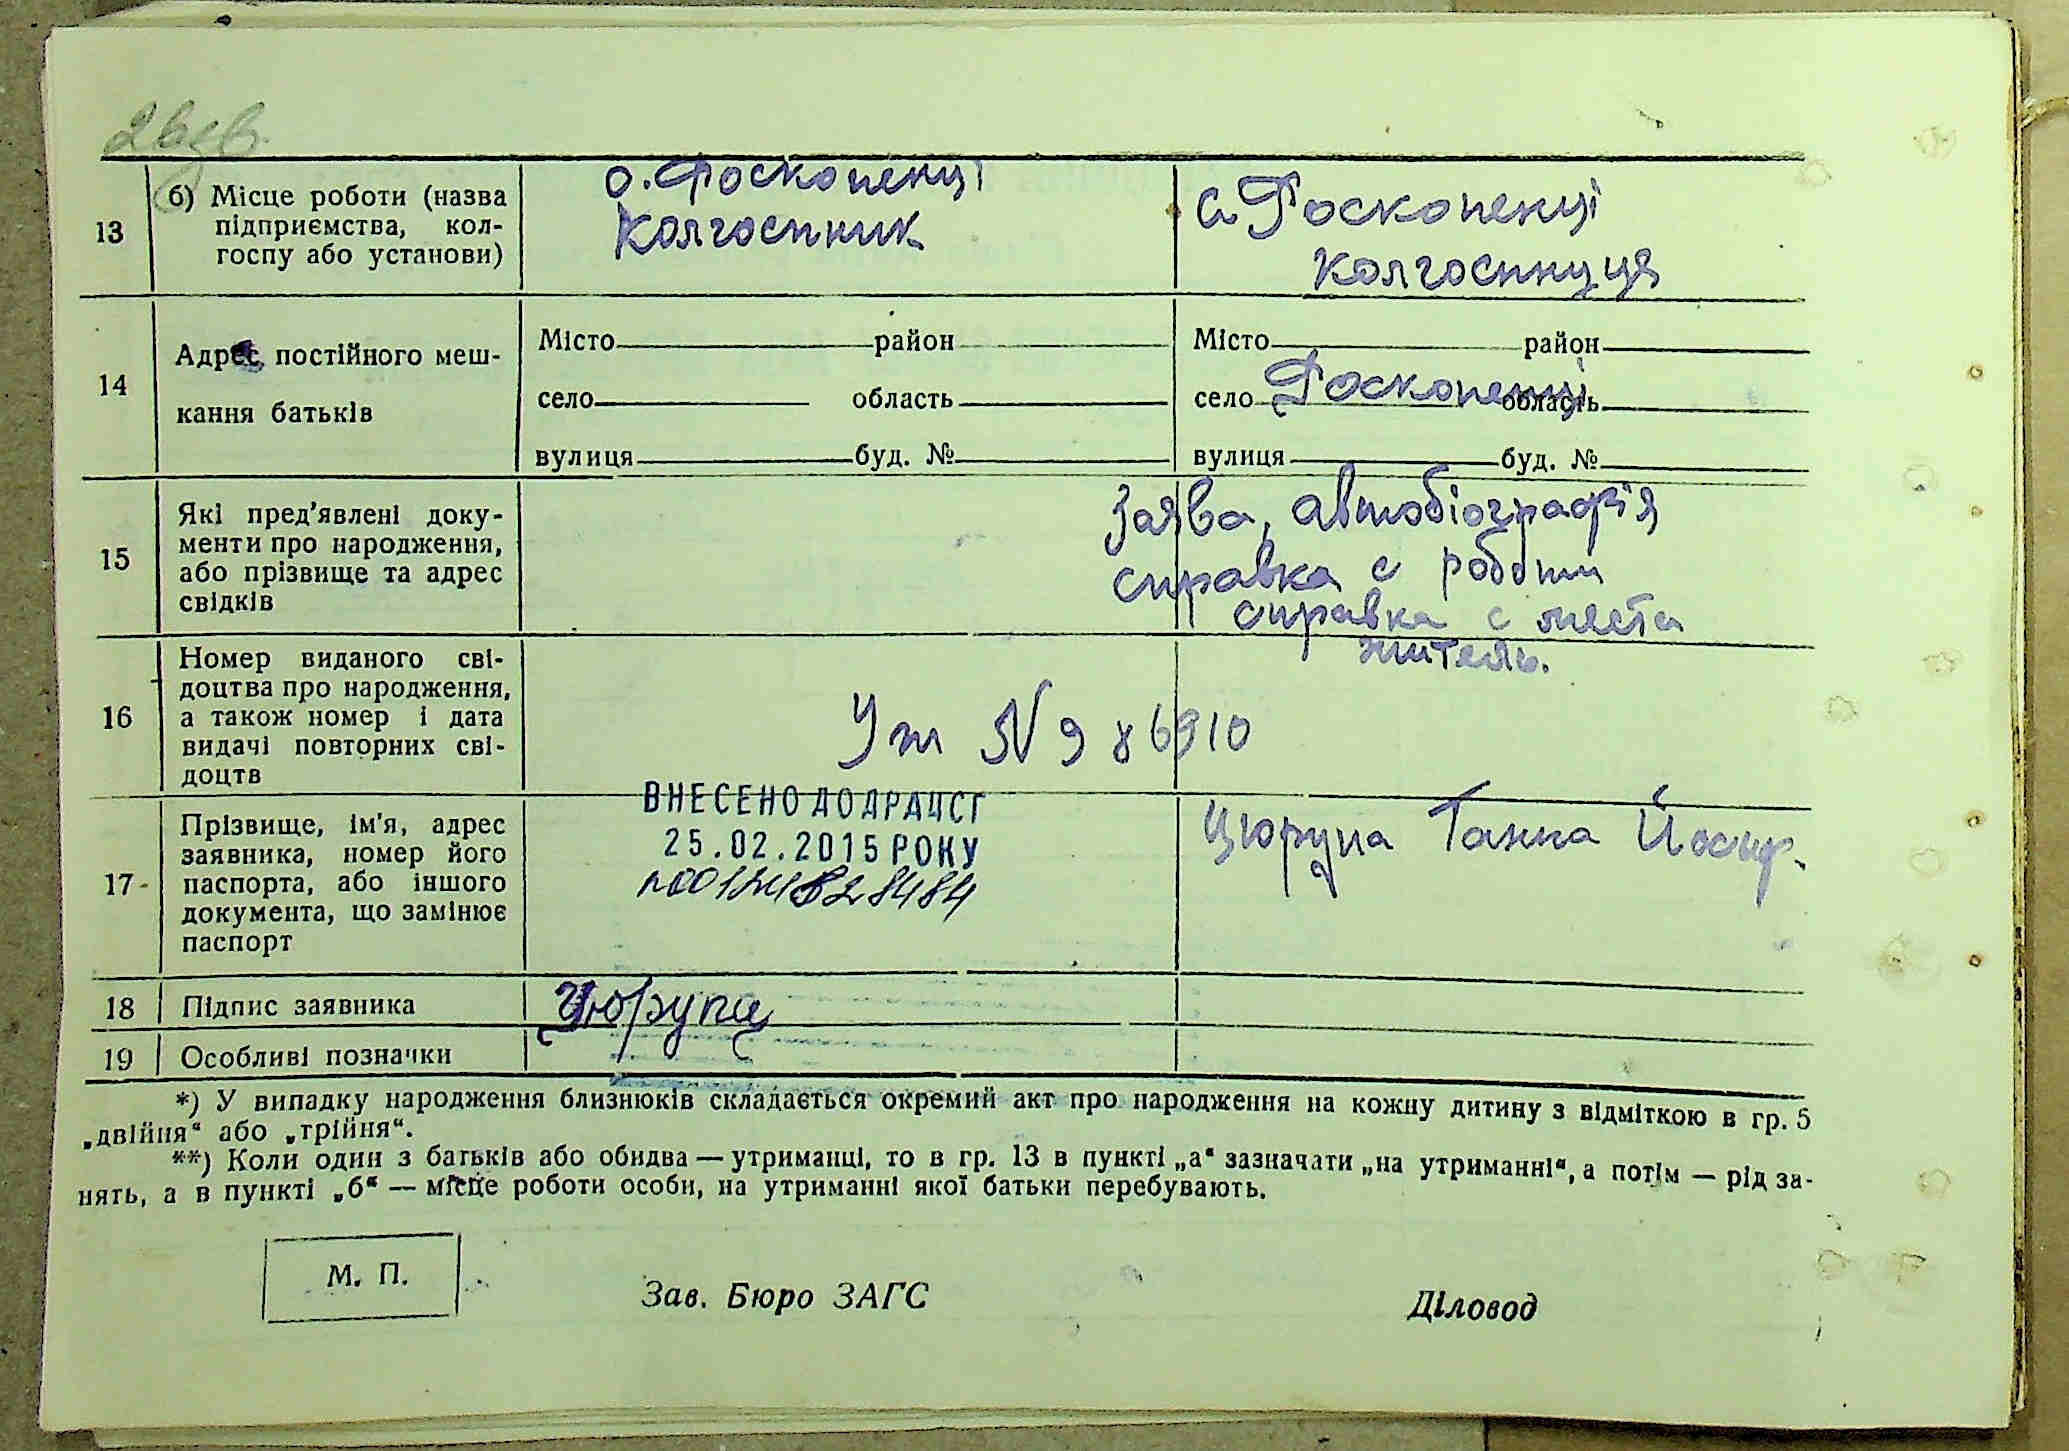 2 взв.
13
б) Місце роботи (назва
підприємства, кол-
госпу або установи)
с. Роскопенці
колгоспник
с. Роскопенці
колгоспниця
14
Адрес постійного меш-
кання батьків
Місто район
село область
вулиця буд. №
Місто район
село Роскопенці область
вулиця буд. №
15
Які пред'явлені доку-
менти про народження,
або прізвище та адрес
свідків
Заява, автобіографія
справка с роботи
справка с места
житель.
16
Номер виданого сві-
доцтва про народження,
а також номер і дата
видачі повторних сві-
доцтв
№ 986910
ВНЕСЕНО ДО ДРАЦСГ
25.02.2015 РОКУ
17
Прізвище, ім'я, адрес
заявника, номер його
паспорта, або іншого
документа, що замінює
паспорт
Цюрупа Ганна Йосиф.
18 Підпис заявника
Цюрупа
19 Особливі позначки
*) У випадку народження близнюків складається окремий акт про народження на кожну дитину з відміткою в гр. 5
„двійня“ або „трійня“.
**) Коли один з батьків або обидва — утриманці, то в гр. 13 в пункті „а“ зазначати „на утриманні“, а потім — рід за-
нять, а в пункті „б“ — місце роботи особи, на утриманні якої батьки перебувають.
М. П.
Зав. Бюро ЗАГС
Діловод